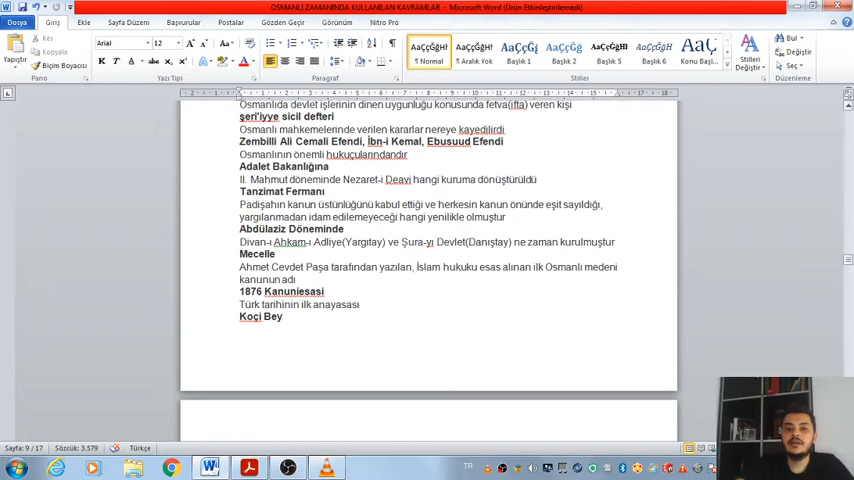 OSMANLI ZAMANINDA KULLANILAN KAVRAMLAR - Microsoft Word (Ürün Etkinleştirilemedi)
Dosya Giriş Ekle Sayfa Düzeni Başvurular Postalar Gözden Geçir Görünüm Nitro Pro
Yapıştır
Kes
Kopyala
Biçim Boyacısı
Pano
Arial 12
Yazı Tipi
Paragraf
AaÇçĞğHl AaÇçĞğHl AaÇçĞğ AaÇçĞğ AaÇçĞğHl AaÇçĞğH AaÇ
¶ Normal ¶ Aralık Yok Başlık 1 Başlık 2 Başlık 5 Başlık 6 Konu Başl...
Stilleri Değiştir
Stiller
Bul
Değiştir
Seç
Düzenleme
Osmanlıda devlet işlerinin dinen uygunluğu konusunda fetva(ifta) veren kişi
şeri'iyye sicil defteri
Osmanlı mahkemelerinde verilen kararlar nereye kayedilirdi
Zembilli Ali Cemali Efendi, İbn-i Kemal, Ebusuud Efendi
Osmanlının önemli hukuçularındandır
Adalet Bakanlığına
II. Mahmut döneminde Nezaret-i Deavi hangi kuruma dönüştürüldü
Tanzimat Fermanı
Padişahın kanun üstünlüğünü kabul ettiği ve herkesin kanun önünde eşit sayıldığı,
yargılanmadan idam edilemeyeceği hangi yenilikle olmuştur
Abdülaziz Döneminde
Divan-ı Ahkam-ı Adliye(Yargıtay) ve Şura-yı Devlet(Danıştay) ne zaman kurulmuştur
Mecelle
Ahmet Cevdet Paşa tarafından yazılan, İslam hukuku esas alınan ilk Osmanlı medeni
kanunun adı
1876 Kanuniesasi
Türk tarihinin ilk anayasası
Koçi Bey
Sayfa: 9 / 17 Sözcük: 3.579 Türkçe
TR